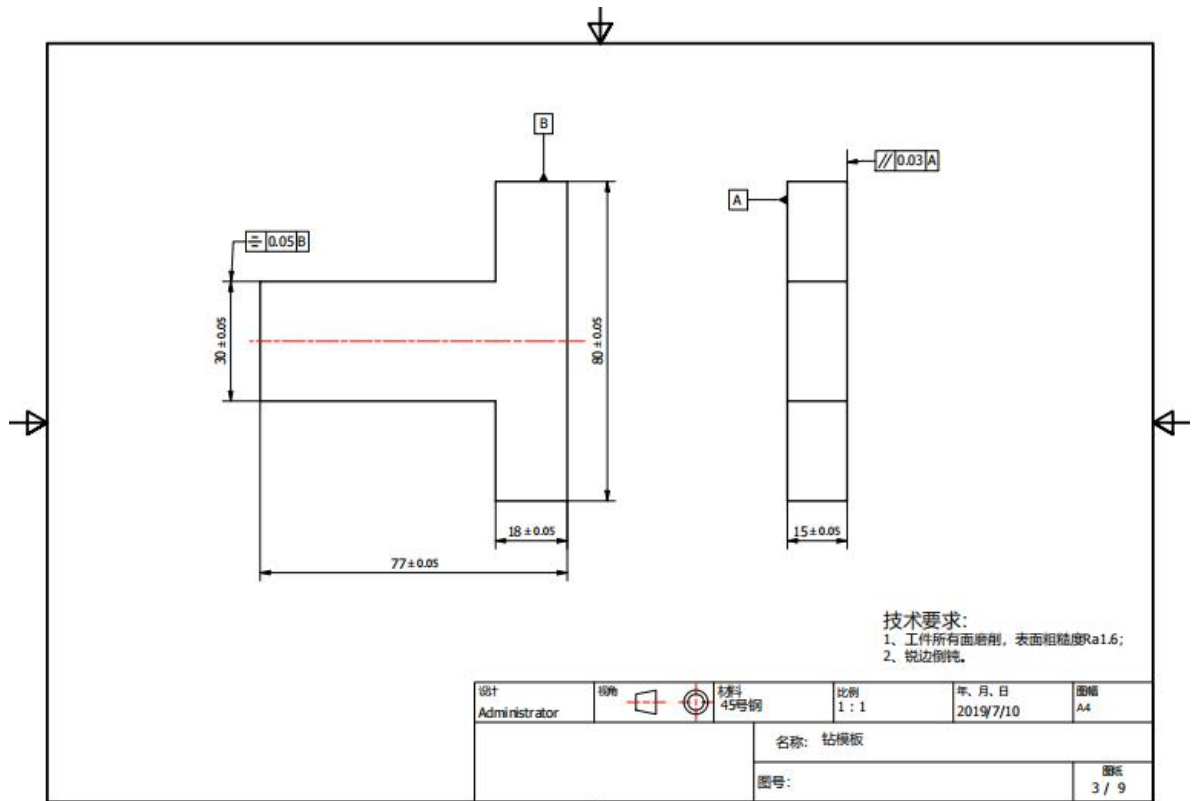 B
// 0.03 A
A
⌯ 0.05 B
30±0.05
80±0.05
18±0.05
15±0.05
77±0.05
技术要求:
1、工件所有面磨削，表面粗糙度Ra1.6;
2、锐边倒钝。
设计 视角 材料 比例 年、月、日 图幅
Administrator 45号钢 1:1 2019/7/10 A4
名称: 钻模板
图号: 图纸
3 / 9